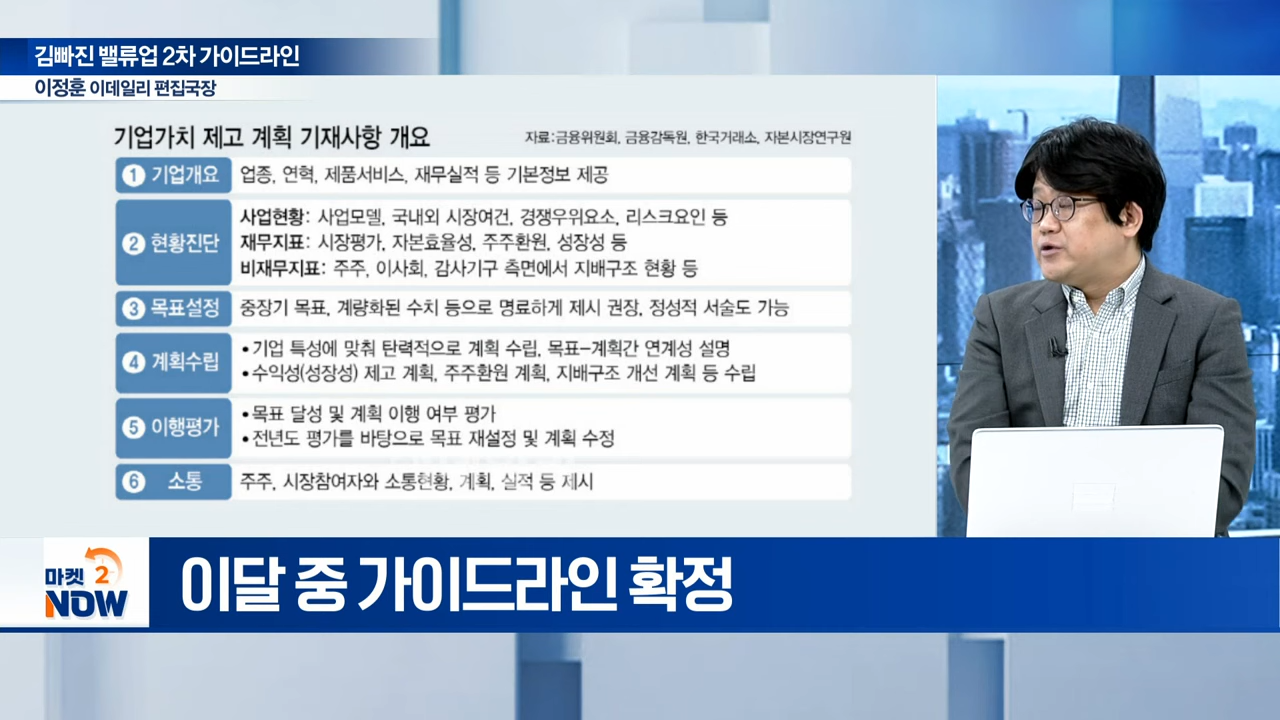 김빠진 밸류업 2차 가이드라인
이정훈 이데일리 편집국장
기업가치 제고 계획 기재사항 개요
자료:금융위원회, 금융감독원, 한국거래소, 자본시장연구원
1 기업개요
업종, 연혁, 제품서비스, 재무실적 등 기본정보 제공
2 현황진단
사업현황: 사업모델, 국내외 시장여건, 경쟁우위요소, 리스크요인 등
재무지표: 시장평가, 자본효율성, 주주환원, 성장성 등
비재무지표: 주주, 이사회, 감사기구 측면에서 지배구조 현황 등
3 목표설정
중장기 목표, 계량화된 수치 등으로 명료하게 제시 권장, 정성적 서술도 가능
4 계획수립
•기업 특성에 맞춰 탄력적으로 계획 수립, 목표-계획간 연계성 설명
•수익성(성장성) 제고 계획, 주주환원 계획, 지배구조 개선 계획 등 수립
5 이행평가
•목표 달성 및 계획 이행 여부 평가
•전년도 평가를 바탕으로 목표 재설정 및 계획 수정
6 소통
주주, 시장참여자와 소통현황, 계획, 실적 등 제시
마켓 2
NOW
이달 중 가이드라인 확정